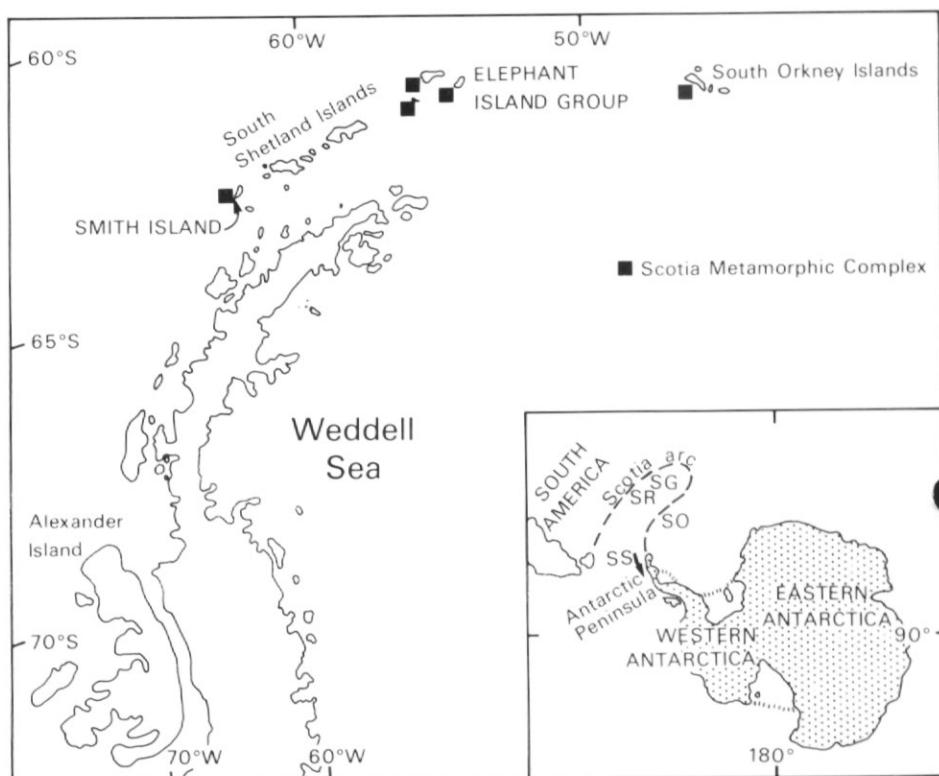 60°W
50°W
60°S
ELEPHANT
ISLAND GROUP
South Orkney Islands
South
Shetland Islands
SMITH ISLAND
Scotia Metamorphic Complex
65°S
Weddell
Sea
Alexander
Island
70°S
70°W
60°W
SOUTH
AMERICA
Scotia arc
SG
SR
SO
SS
Antarctic
Peninsula
EASTERN
ANTARCTICA
WESTERN
ANTARCTICA
90°
180°